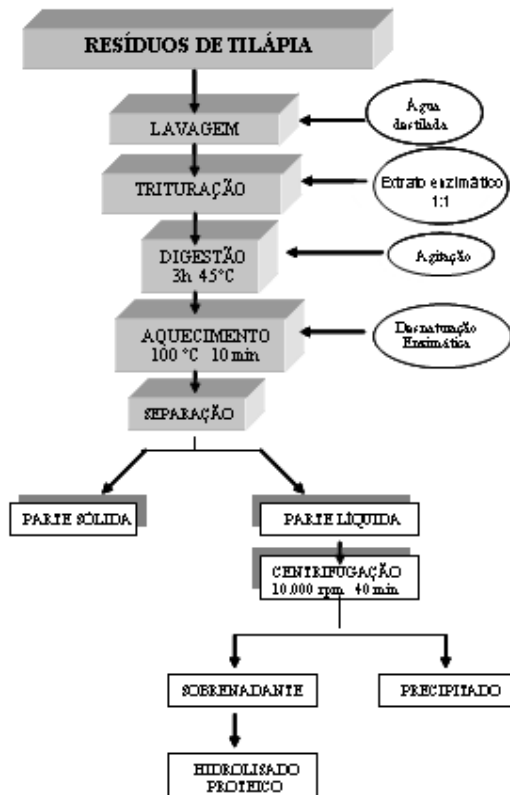 RESÍDUOS DE TILÁPIA
LAVAGEM
Água
destilada
TRITURAÇÃO
Extrato enzimático
1:1
DIGESTÃO
3h 45°C
Agitação
AQUECIMENTO
100 °C 10 min
Desnaturação
Enzimática
SEPARAÇÃO
PARTE SÓLIDA
PARTE LÍQUIDA
CENTRIFUGAÇÃO
10.000 rpm 40 min
SOBRENADANTE
PRECIPITADO
HIDROLISADO
PROTEICO